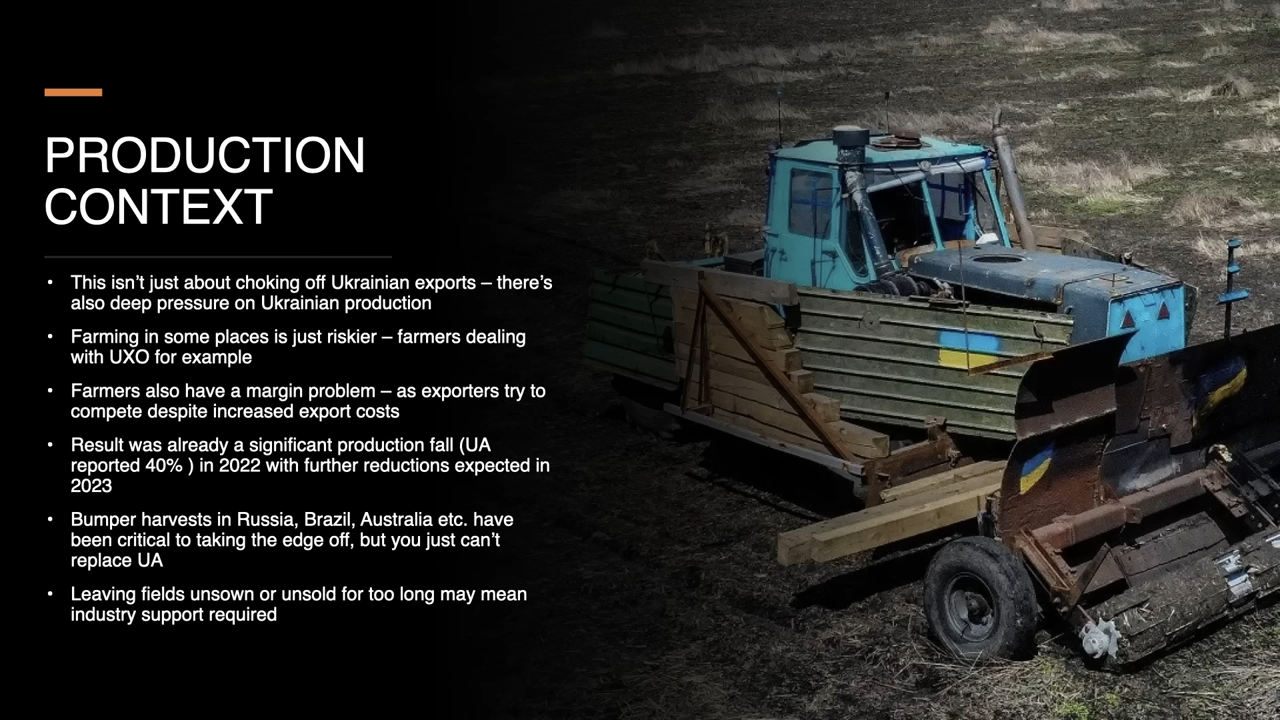 PRODUCTION
CONTEXT
• This isn’t just about choking off Ukrainian exports – there’s
also deep pressure on Ukrainian production
• Farming in some places is just riskier – farmers dealing
with UXO for example
• Farmers also have a margin problem – as exporters try to
compete despite increased export costs
• Result was already a significant production fall (UA
reported 40% ) in 2022 with further reductions expected in
2023
• Bumper harvests in Russia, Brazil, Australia etc. have
been critical to taking the edge off, but you just can’t
replace UA
• Leaving fields unsown or unsold for too long may mean
industry support required